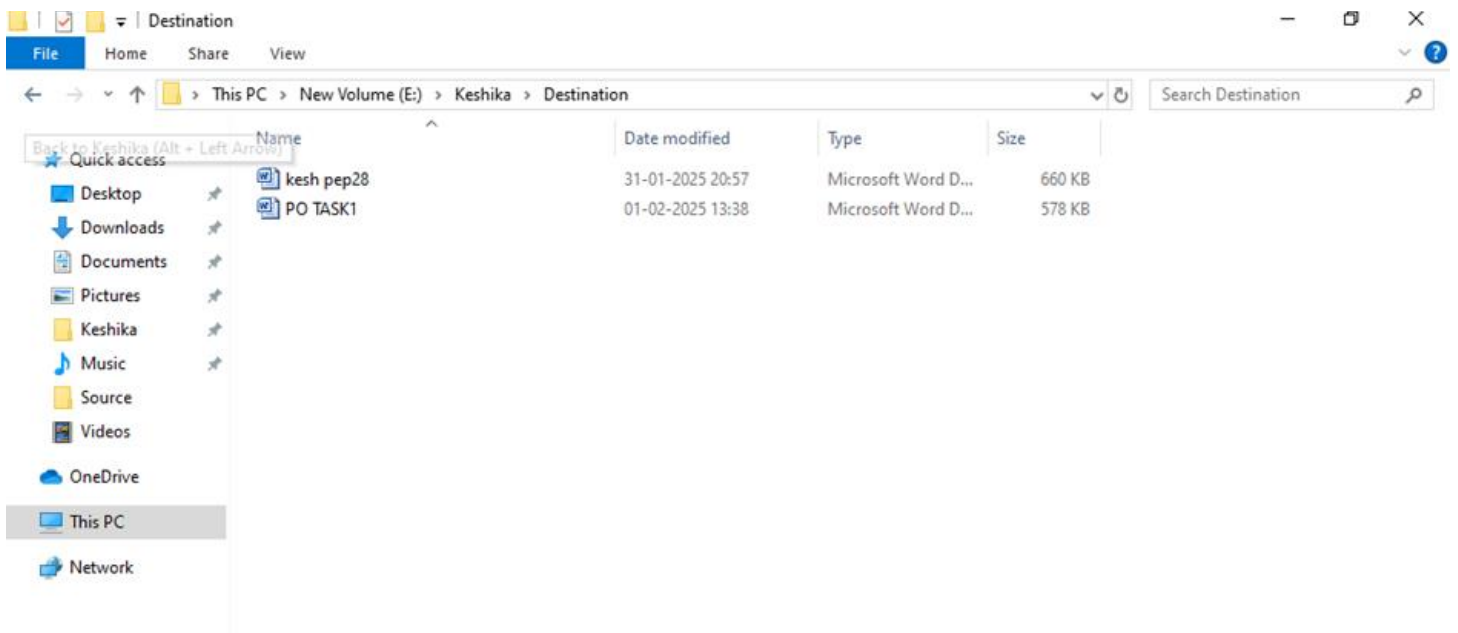 Destination
File Home Share View
This PC > New Volume (E:) > Keshika > Destination
Search Destination
Back to Keshika (Alt + Left Arrow)
Name Date modified Type Size
Quick access
Desktop
Downloads
Documents
Pictures
Keshika
Music
Source
Videos
OneDrive
This PC
Network
kesh pep28 31-01-2025 20:57 Microsoft Word D... 660 KB
PO TASK1 01-02-2025 13:38 Microsoft Word D... 578 KB